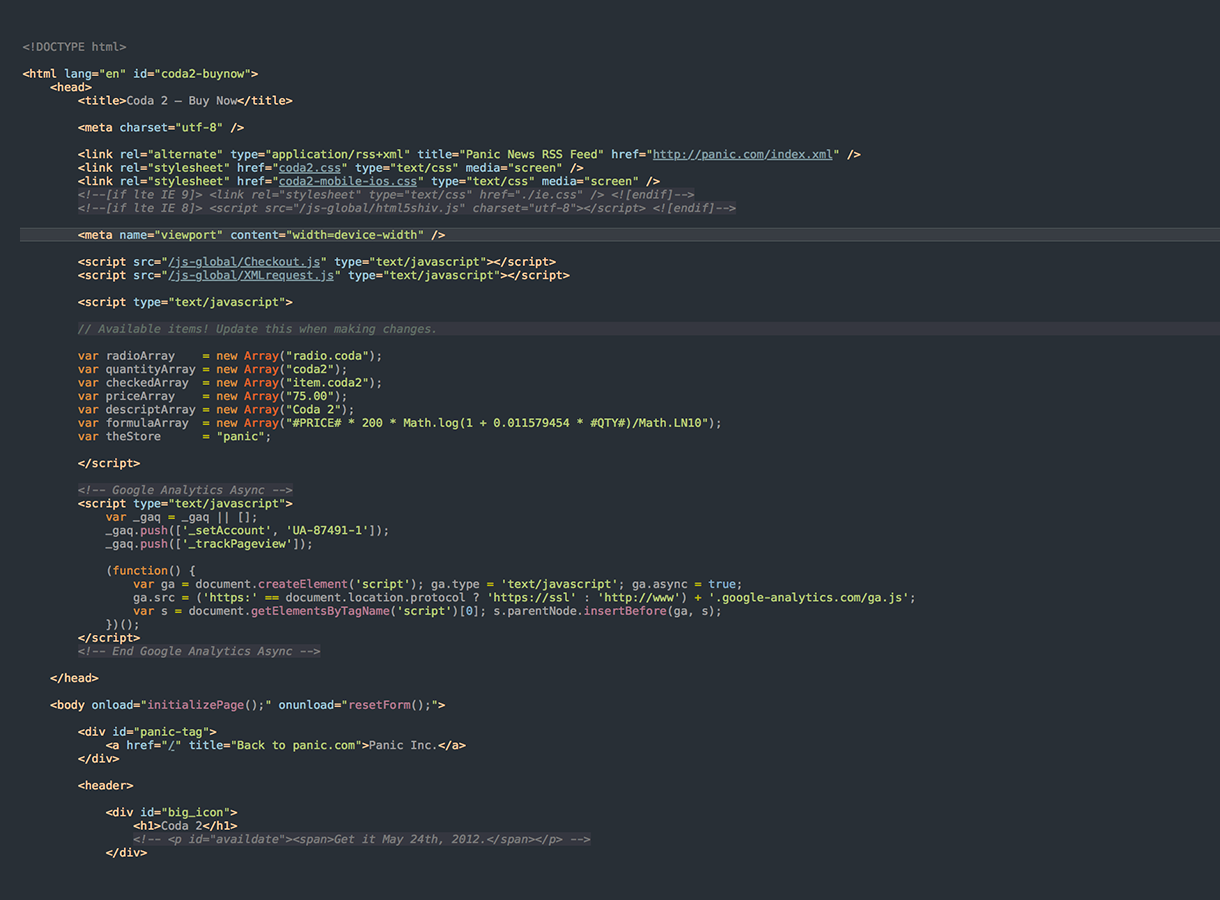 <!DOCTYPE html>
<html lang="en" id="coda2-buynow">
<head>
<title>Coda 2 — Buy Now</title>
<meta charset="utf-8" />
<link rel="alternate" type="application/rss+xml" title="Panic News RSS Feed" href="http://panic.com/index.xml" />
<link rel="stylesheet" href="coda2.css" type="text/css" media="screen" />
<link rel="stylesheet" href="coda2-mobile-ios.css" type="text/css" media="screen" />
<!--[if lte IE 9]> <link rel="stylesheet" type="text/css" href="./ie.css" /> <![endif]-->
<!--[if lte IE 8]> <script src="/js-global/html5shiv.js" charset="utf-8"></script> <![endif]-->
<meta name="viewport" content="width=device-width" />
<script src="/js-global/Checkout.js" type="text/javascript"></script>
<script src="/js-global/XMLrequest.js" type="text/javascript"></script>
<script type="text/javascript">
// Available items! Update this when making changes.
var radioArray    = new Array("radio.coda");
var quantityArray = new Array("coda2");
var checkedArray  = new Array("item.coda2");
var priceArray    = new Array("75.00");
var descriptArray = new Array("Coda 2");
var formulaArray  = new Array("#PRICE# * 200 * Math.log(1 + 0.011579454 * #QTY#)/Math.LN10");
var theStore      = "panic";
</script>
<!-- Google Analytics Async -->
<script type="text/javascript">
var _gaq = _gaq || [];
_gaq.push(['_setAccount', 'UA-87491-1']);
_gaq.push(['_trackPageview']);
(function() {
var ga = document.createElement('script'); ga.type = 'text/javascript'; ga.async = true;
ga.src = ('https:' == document.location.protocol ? 'https://ssl' : 'http://www') + '.google-analytics.com/ga.js';
var s = document.getElementsByTagName('script')[0]; s.parentNode.insertBefore(ga, s);
})();
</script>
<!-- End Google Analytics Async -->
</head>
<body onload="initializePage();" onunload="resetForm();">
<div id="panic-tag">
<a href="/" title="Back to panic.com">Panic Inc.</a>
</div>
<header>
<div id="big_icon">
<h1>Coda 2</h1>
<!-- <p id="availdate"><span>Get it May 24th, 2012.</span></p> -->
</div>